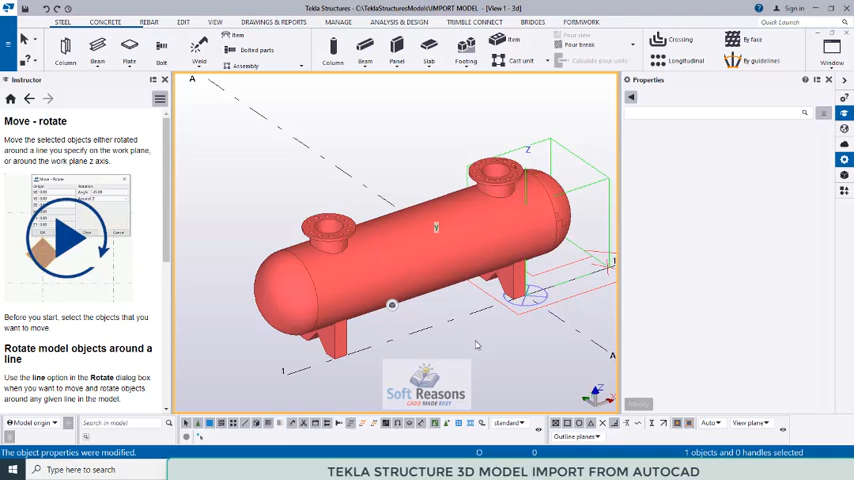 Tekla Structures - C:\TeklaStructuresModels\IMPORT MODEL - [View 1 - 3d]
Sign in
STEEL CONCRETE REBAR EDIT VIEW DRAWINGS & REPORTS MANAGE ANALYSIS & DESIGN TRIMBLE CONNECT BRIDGES FORMWORK
Quick Launch
Column Beam Plate Bolt Weld Item Bolted parts Assembly
Column Beam Panel Slab Footing Item Cast unit
Pour view Pour break Calculate pour units
Crossing Longitudinal By face By guidelines Window
Instructor
Properties
Move - rotate
Move the selected objects either rotated
around a line you specify on the work plane,
or around the work plane z axis.
Before you start, select the objects that you
want to move.
Rotate model objects around a
line
Use the line option in the Rotate dialog box
when you want to move and rotate objects
around any given line in the model.
A
Z
Y
1
1
A
Soft Reasons
CADD MADE EASY
Modify
Model origin
Search in model
standard
Auto
View plane
Outline planes
The object properties were modified.
O
0
1 objects and 0 handles selected
Type here to search
TEKLA STRUCTURE 3D MODEL IMPORT FROM AUTOCAD